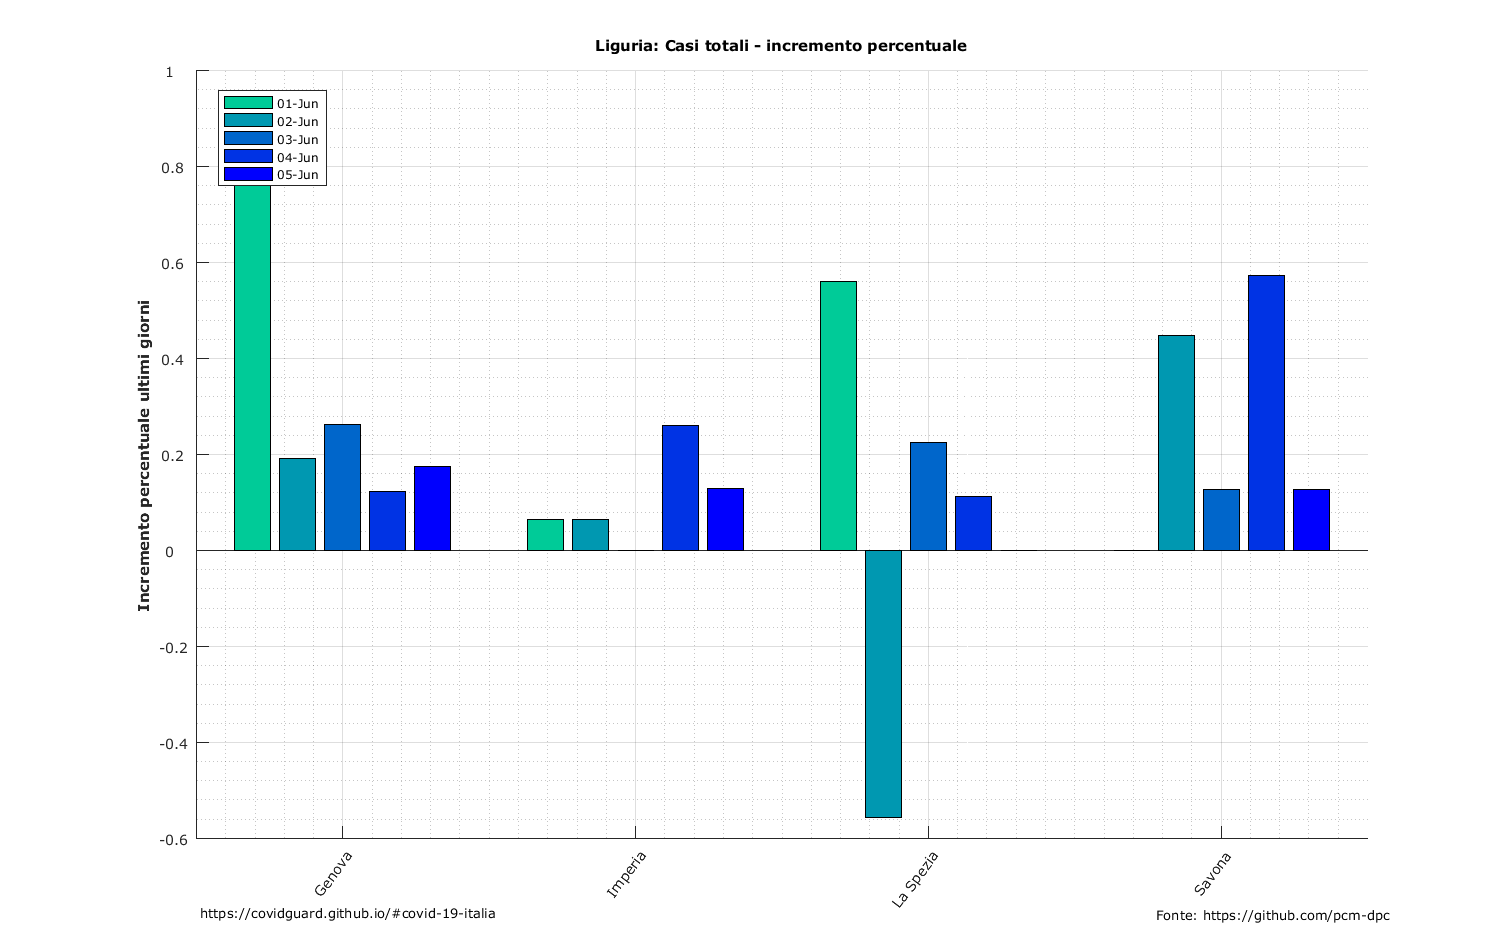 Liguria: Casi totali - incremento percentuale
1
0.8
0.6
0.4
0.2
0
-0.2
-0.4
-0.6
Incremento percentuale ultimi giorni
01-Jun
02-Jun
03-Jun
04-Jun
05-Jun
Genova
Imperia
La Spezia
Savona
https://covidguard.github.io/#covid-19-italia
Fonte: https://github.com/pcm-dpc